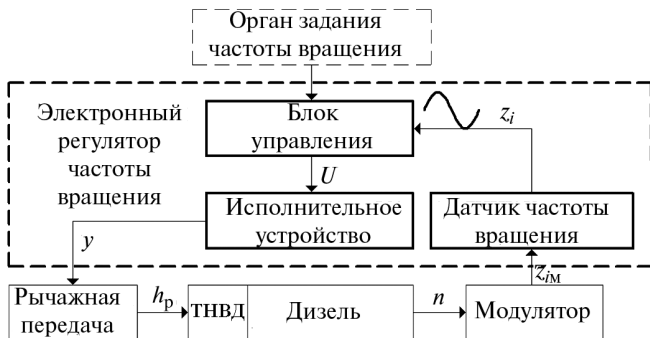 Орган задания
частоты вращения
Электронный
регулятор
частоты
вращения
Блок
управления
z_i
U
Исполнительное
устройство
Датчик частоты
вращения
y
z_iм
Рычажная
передача
h_р
ТНВД
Дизель
n
Модулятор